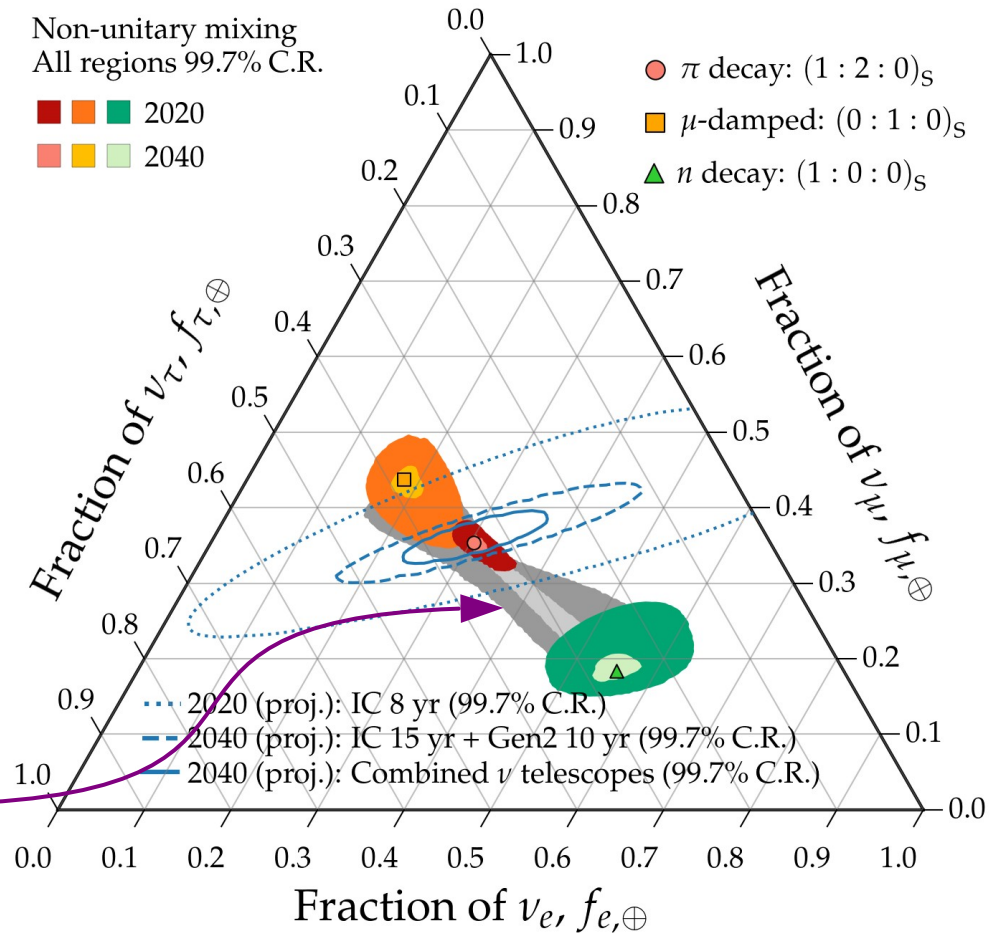 Non-unitary mixing
All regions 99.7% C.R.
2020
2040
π decay: (1 : 2 : 0)S
μ-damped: (0 : 1 : 0)S
n decay: (1 : 0 : 0)S
0.0
0.1
0.2
0.3
0.4
0.5
0.6
0.7
0.8
0.9
1.0
Fraction of ντ, fτ,⊕
1.0
0.9
0.8
0.7
0.6
0.5
0.4
0.3
0.2
0.1
0.0
Fraction of νμ, fμ,⊕
2020 (proj.): IC 8 yr (99.7% C.R.)
2040 (proj.): IC 15 yr + Gen2 10 yr (99.7% C.R.)
2040 (proj.): Combined ν telescopes (99.7% C.R.)
0.0 0.1 0.2 0.3 0.4 0.5 0.6 0.7 0.8 0.9 1.0
Fraction of νe, fe,⊕